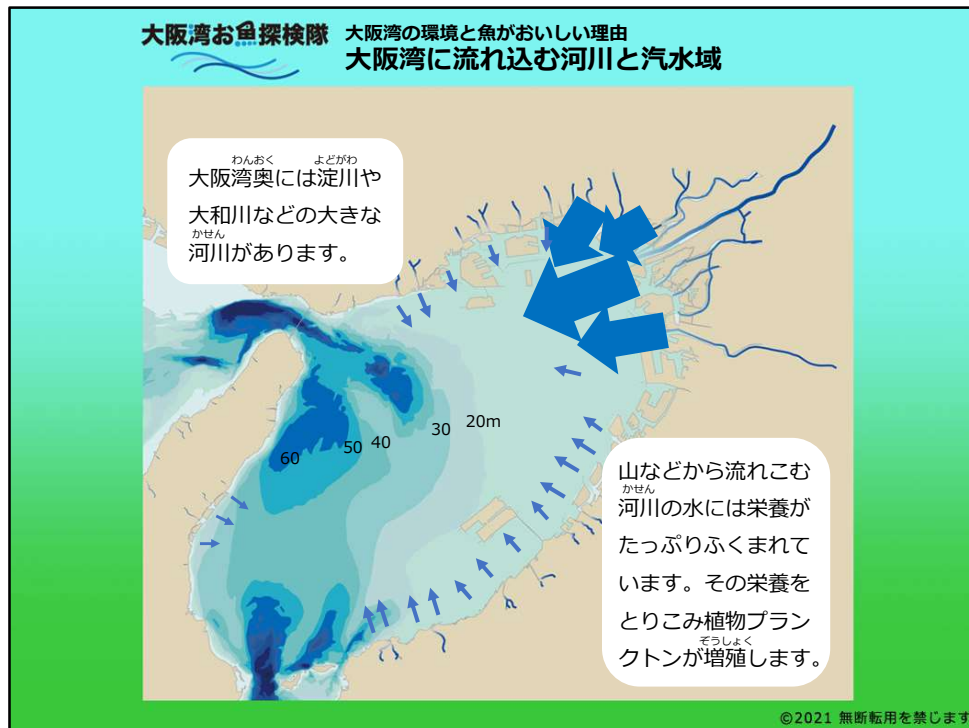 大阪湾お魚探検隊
大阪湾の環境と魚がおいしい理由
大阪湾に流れ込む河川と汽水域
わんおく よどがわ
大阪湾奥には淀川や
大和川などの大きな
かせん
河川があります。
60
50
40
30
20m
山などから流れこむ
かせん
河川の水には栄養が
たっぷりふくまれて
います。その栄養を
とりこみ植物プラン
ぞうしょく
クトンが増殖します。
©2021 無断転用を禁じます